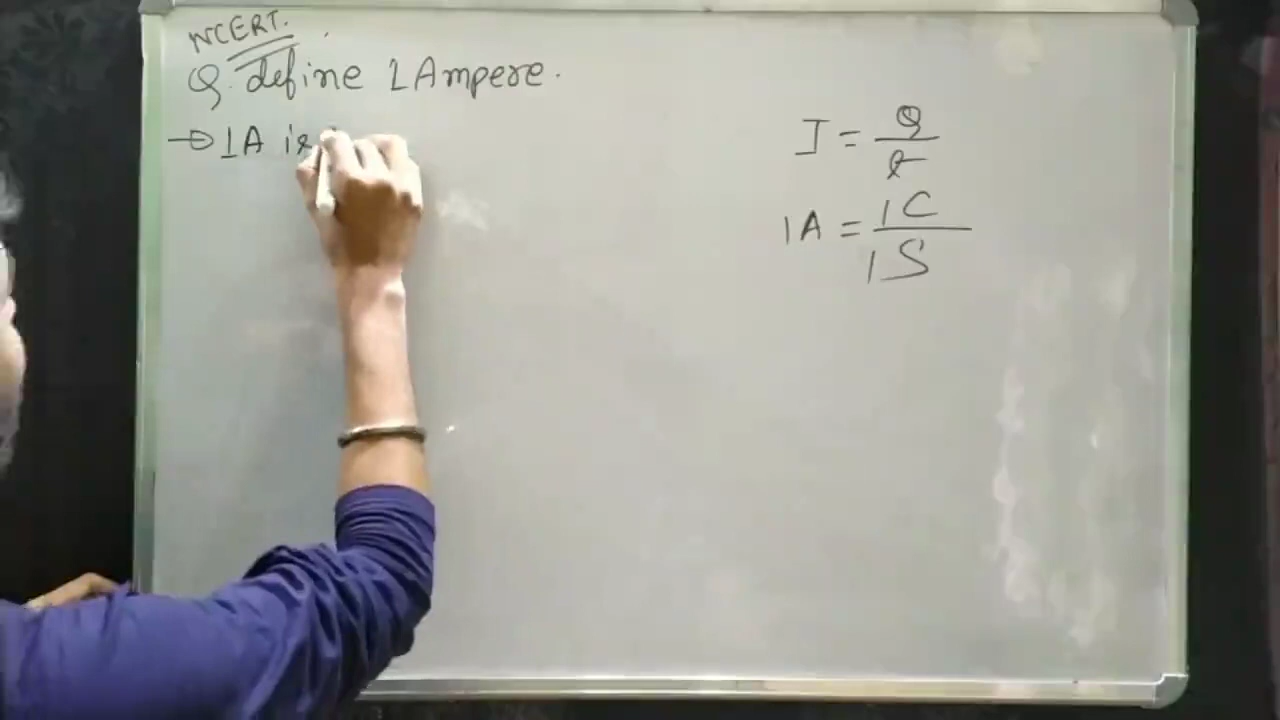 NCERT.
Q. define 1 Ampere.
→ 1A is
I = Q/t
1A = 1C/1S